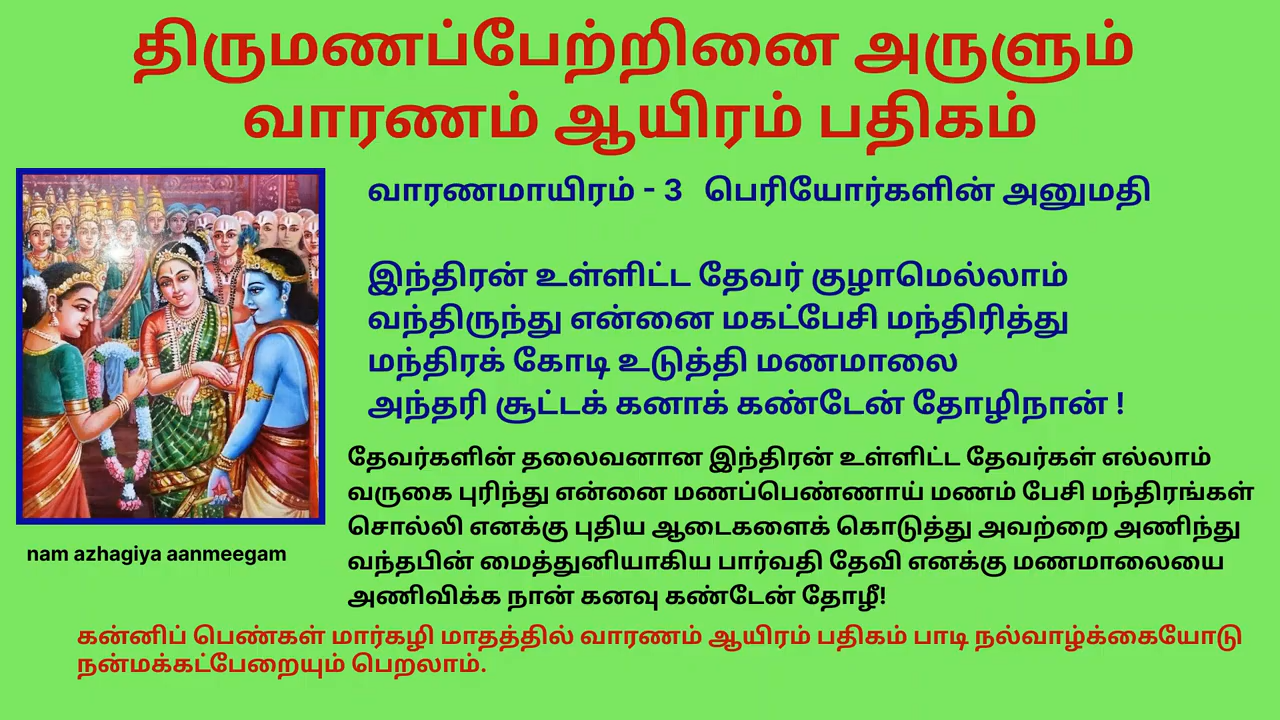 திருமணப்பேற்றினை அருளும்
வாரணம் ஆயிரம் பதிகம்
வாரணமாயிரம் - 3 பெரியோர்களின் அனுமதி
இந்திரன் உள்ளிட்ட தேவர் குழாமெல்லாம்
வந்திருந்து என்னை மகட்பேசி மந்திரித்து
மந்திரக் கோடி உடுத்தி மணமாலை
அந்தரி சூட்டக் கனாக் கண்டேன் தோழிநான் !
தேவர்களின் தலைவனான இந்திரன் உள்ளிட்ட தேவர்கள் எல்லாம்
வருகை புரிந்து என்னை மணப்பெண்ணாய் மணம் பேசி மந்திரங்கள்
சொல்லி எனக்கு புதிய ஆடைகளைக் கொடுத்து அவற்றை அணிந்து
வந்தபின் மைத்துனியாகிய பார்வதி தேவி எனக்கு மணமாலையை
அணிவிக்க நான் கனவு கண்டேன் தோழீ!
nam azhagiya aanmeegam
கன்னிப் பெண்கள் மார்கழி மாதத்தில் வாரணம் ஆயிரம் பதிகம் பாடி நல்வாழ்க்கையோடு
நன்மக்கட்பேறையும் பெறலாம்.